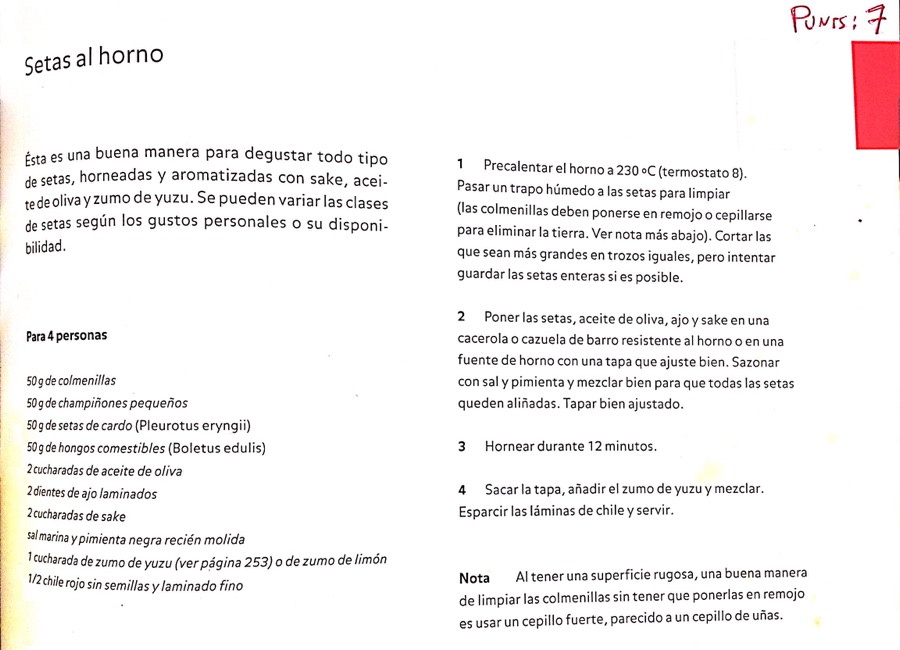 PUNTS: 7
Setas al horno
Ésta es una buena manera para degustar todo tipo
de setas, horneadas y aromatizadas con sake, acei-
te de oliva y zumo de yuzu. Se pueden variar las clases
de setas según los gustos personales o su disponi-
bilidad.
Para 4 personas
50 g de colmenillas
50 g de champiñones pequeños
50 g de setas de cardo (Pleurotus eryngii)
50 g de hongos comestibles (Boletus edulis)
2 cucharadas de aceite de oliva
2 dientes de ajo laminados
2 cucharadas de sake
sal marina y pimienta negra recién molida
1 cucharada de zumo de yuzu (ver página 253) o de zumo de limón
1/2 chile rojo sin semillas y laminado fino
1 Precalentar el horno a 230 ºC (termostato 8).
Pasar un trapo húmedo a las setas para limpiar
(las colmenillas deben ponerse en remojo o cepillarse
para eliminar la tierra. Ver nota más abajo). Cortar las
que sean más grandes en trozos iguales, pero intentar
guardar las setas enteras si es posible.
2 Poner las setas, aceite de oliva, ajo y sake en una
cacerola o cazuela de barro resistente al horno o en una
fuente de horno con una tapa que ajuste bien. Sazonar
con sal y pimienta y mezclar bien para que todas las setas
queden aliñadas. Tapar bien ajustado.
3 Hornear durante 12 minutos.
4 Sacar la tapa, añadir el zumo de yuzu y mezclar.
Esparcir las láminas de chile y servir.
Nota Al tener una superficie rugosa, una buena manera
de limpiar las colmenillas sin tener que ponerlas en remojo
es usar un cepillo fuerte, parecido a un cepillo de uñas.